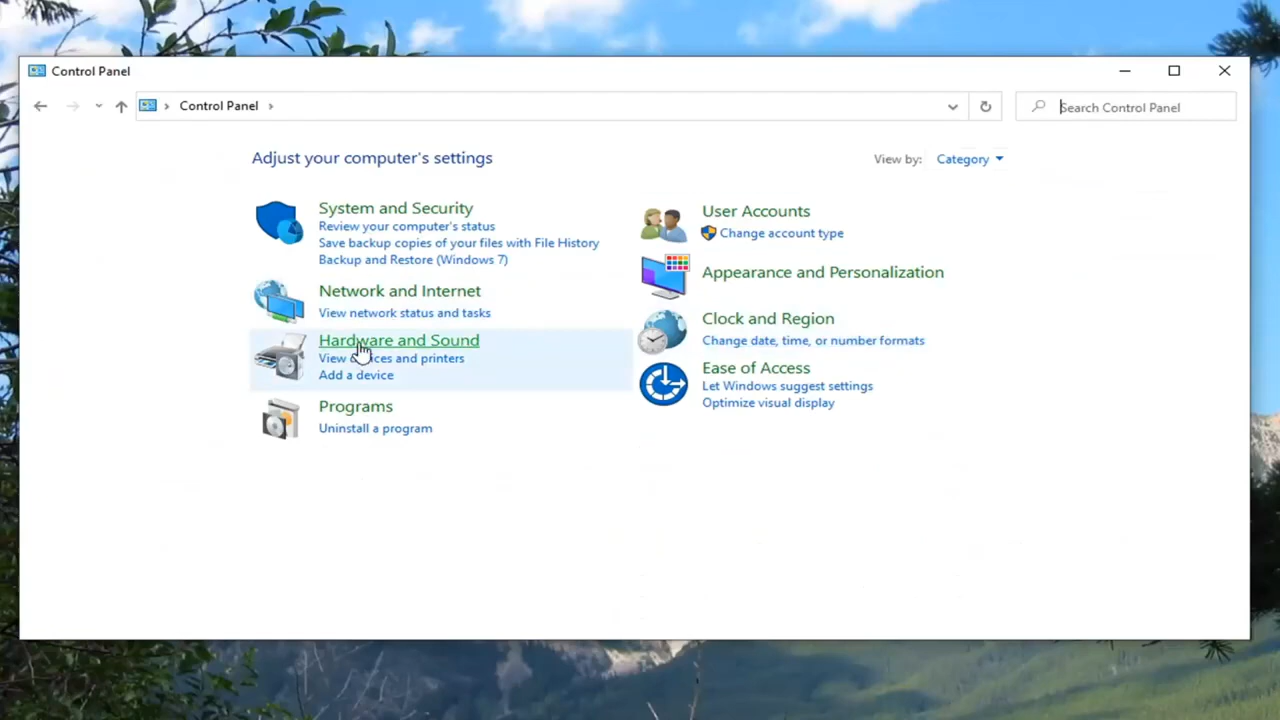 Control Panel
Control Panel
Search Control Panel
Adjust your computer's settings
View by: Category
System and Security
Review your computer's status
Save backup copies of your files with File History
Backup and Restore (Windows 7)
Network and Internet
View network status and tasks
Hardware and Sound
View devices and printers
Add a device
Programs
Uninstall a program
User Accounts
Change account type
Appearance and Personalization
Clock and Region
Change date, time, or number formats
Ease of Access
Let Windows suggest settings
Optimize visual display